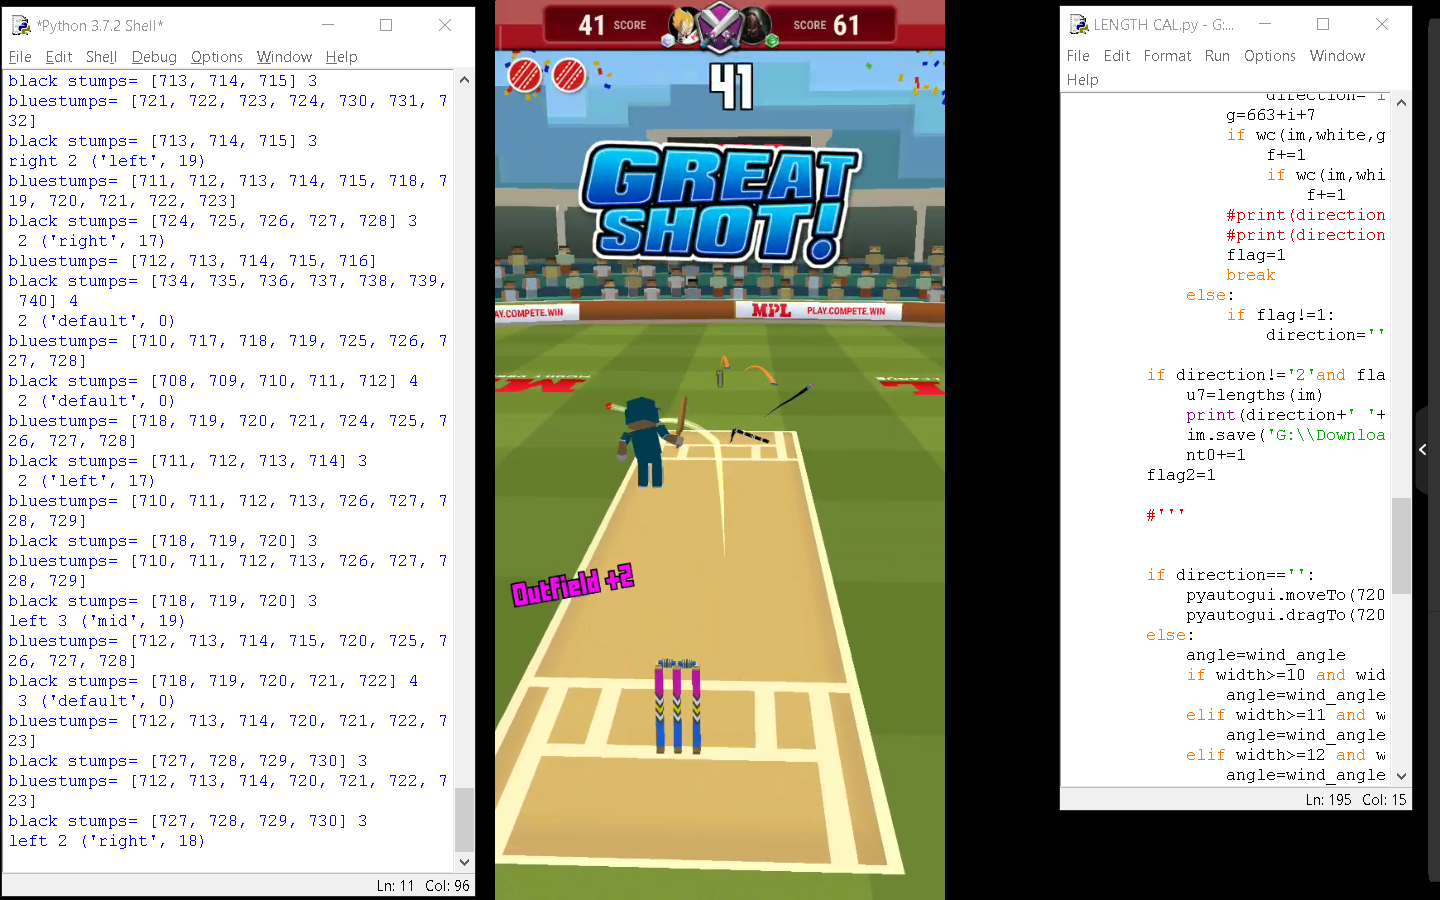 *Python 3.7.2 Shell*
File Edit Shell Debug Options Window Help
black stumps= [713, 714, 715] 3
bluestumps= [721, 722, 723, 724, 730, 731, 7
32]
black stumps= [713, 714, 715] 3
right 2 ('left', 19)
bluestumps= [711, 712, 713, 714, 715, 718, 7
19, 720, 721, 722, 723]
black stumps= [724, 725, 726, 727, 728] 3
 2 ('right', 17)
bluestumps= [712, 713, 714, 715, 716]
black stumps= [734, 735, 736, 737, 738, 739,
 740] 4
 2 ('default', 0)
bluestumps= [710, 717, 718, 719, 725, 726, 7
27, 728]
black stumps= [708, 709, 710, 711, 712] 4
 2 ('default', 0)
bluestumps= [718, 719, 720, 721, 724, 725, 7
26, 727, 728]
black stumps= [711, 712, 713, 714] 3
 2 ('left', 17)
bluestumps= [710, 711, 712, 713, 726, 727, 7
28, 729]
black stumps= [718, 719, 720] 3
bluestumps= [710, 711, 712, 713, 726, 727, 7
28, 729]
black stumps= [718, 719, 720] 3
left 3 ('mid', 19)
bluestumps= [712, 713, 714, 715, 720, 725, 7
26, 727, 728]
black stumps= [718, 719, 720, 721, 722] 4
 3 ('default', 0)
bluestumps= [712, 713, 714, 720, 721, 722, 7
23]
black stumps= [727, 728, 729, 730] 3
bluestumps= [712, 713, 714, 720, 721, 722, 7
23]
black stumps= [727, 728, 729, 730] 3
left 2 ('right', 18)
Ln: 11 Col: 96
41 SCORE SCORE 61
41
GREAT
SHOT!
PLAY.COMPETE.WIN MPL PLAY.COMPETE.WIN
Outfield +2
LENGTH CAL.py - G:...
File Edit Format Run Options Window
Help
direction= i
g=663+i+7
if wc(im,white,g
f+=1
if wc(im,whi
f+=1
#print(direction
#print(direction
flag=1
break
else:
if flag!=1:
direction=''
if direction!='2'and fla
u7=lengths(im)
print(direction+' '+
im.save('G:\\Downloa
nt0+=1
flag2=1
#'''
if direction=='':
pyautogui.moveTo(720
pyautogui.dragTo(720
else:
angle=wind_angle
if width>=10 and wid
angle=wind_angle
elif width>=11 and w
angle=wind_angle
elif width>=12 and w
angle=wind_angle
Ln: 195 Col: 15